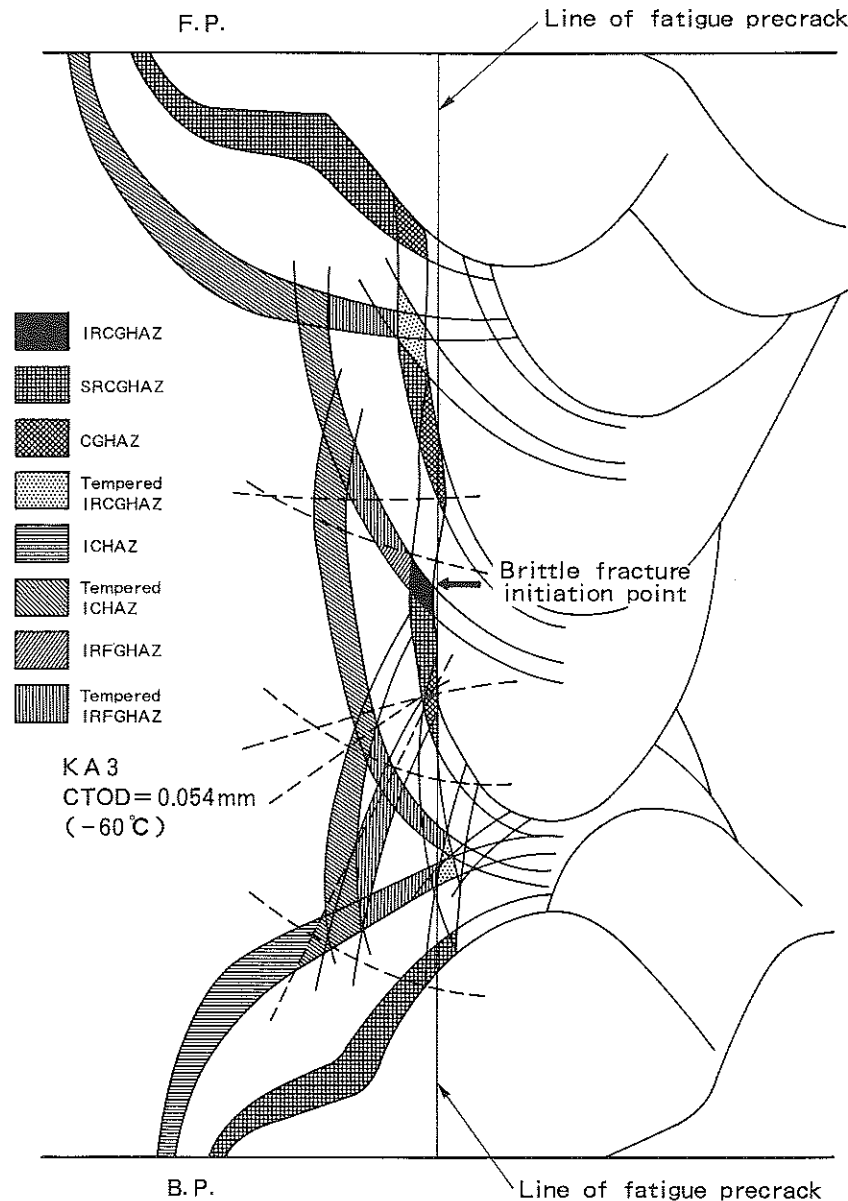 F.P.
Line of fatigue precrack
IRCGHAZ
SRCGHAZ
CGHAZ
Tempered
IRCGHAZ
ICHAZ
Tempered
ICHAZ
IRFGHAZ
Tempered
IRFGHAZ
Brittle fracture
initiation point
KA3
CTOD=0.054mm
(-60℃)
B.P.
Line of fatigue precrack